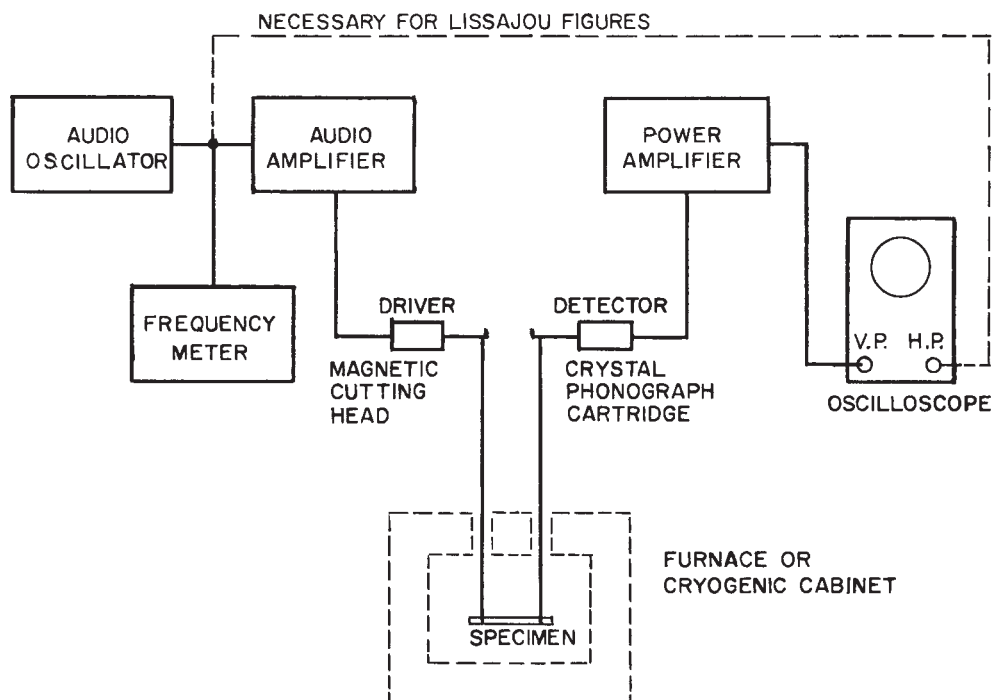 NECESSARY FOR LISSAJOU FIGURES
AUDIO
OSCILLATOR
AUDIO
AMPLIFIER
POWER
AMPLIFIER
FREQUENCY
METER
DRIVER
MAGNETIC
CUTTING
HEAD
DETECTOR
CRYSTAL
PHONOGRAPH
CARTRIDGE
V.P. H.P.
OSCILLOSCOPE
FURNACE OR
CRYOGENIC CABINET
SPECIMEN